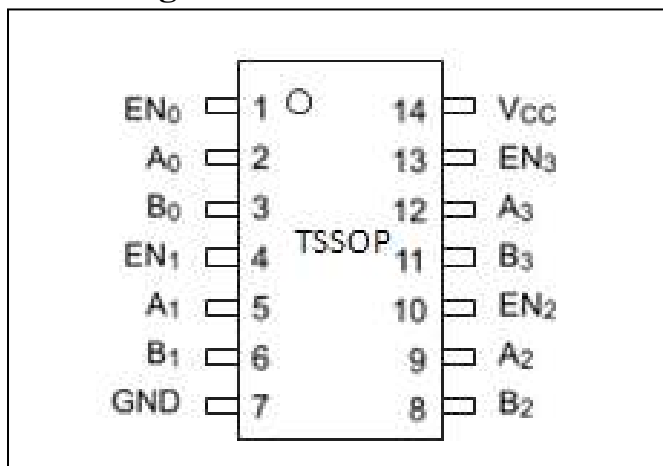 EN0 1 14 VCC
A0 2 13 EN3
B0 3 12 A3
TSSOP
EN1 4 11 B3
A1 5 10 EN2
B1 6 9 A2
GND 7 8 B2